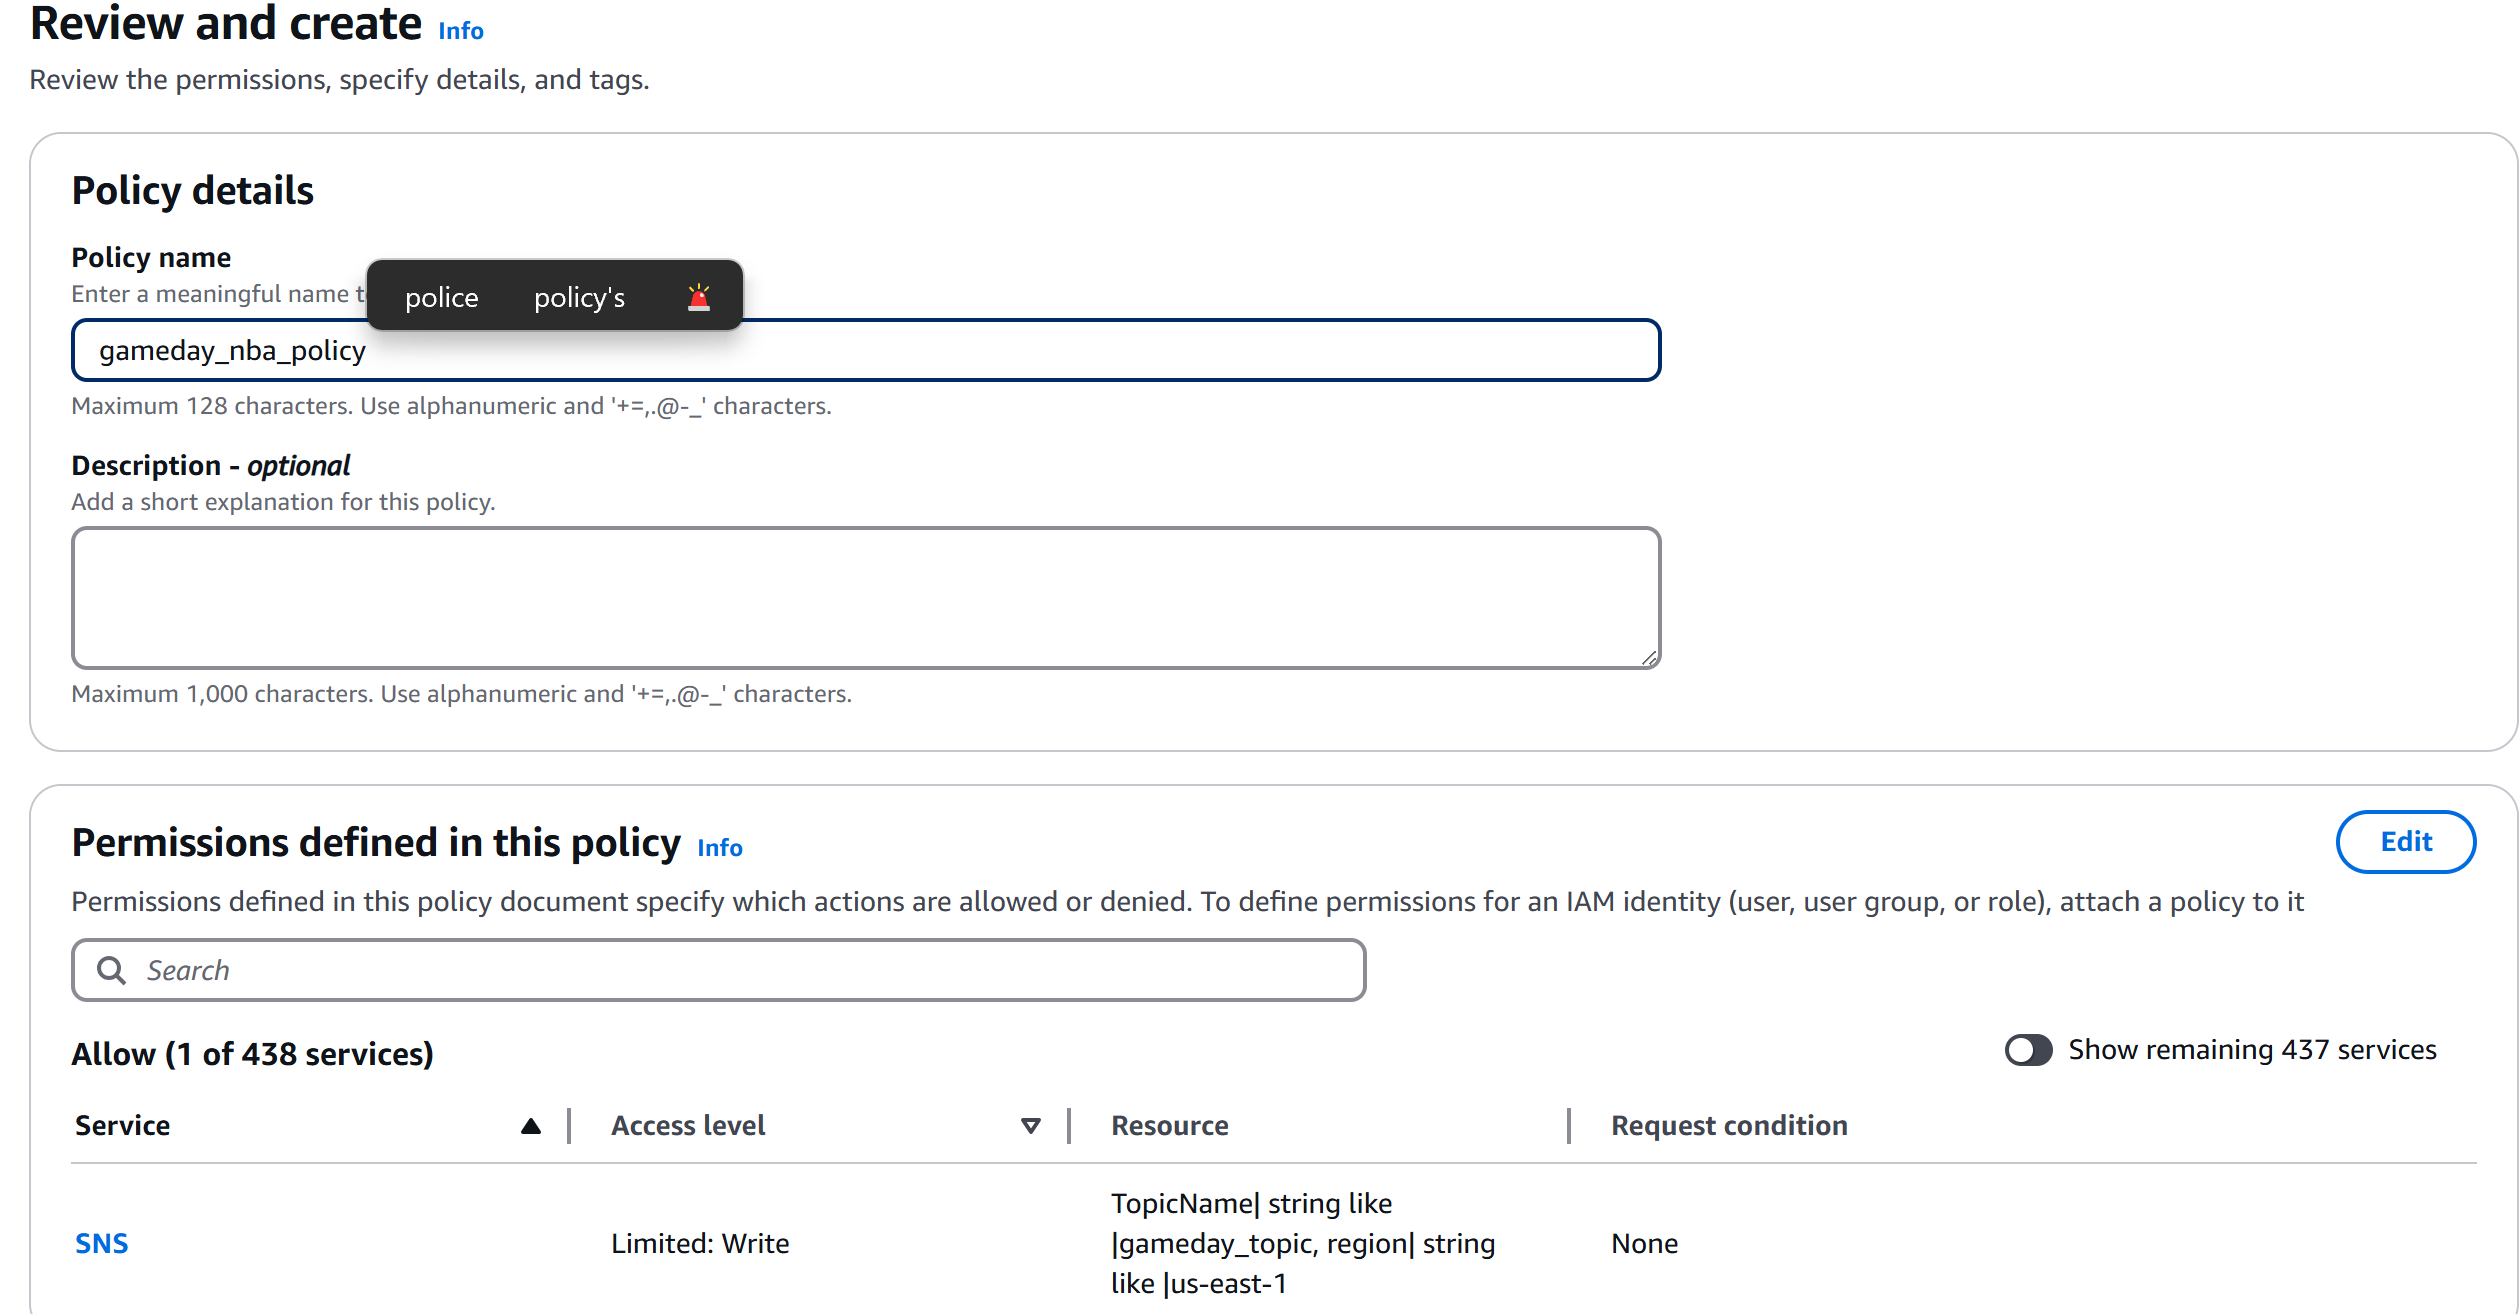 Review and create Info
Review the permissions, specify details, and tags.
Policy details
Policy name
Enter a meaningful name
police policy's
gameday_nba_policy
Maximum 128 characters. Use alphanumeric and '+=,.@-_' characters.
Description - optional
Add a short explanation for this policy.
Maximum 1,000 characters. Use alphanumeric and '+=,.@-_' characters.
Permissions defined in this policy Info
Edit
Permissions defined in this policy document specify which actions are allowed or denied. To define permissions for an IAM identity (user, user group, or role), attach a policy to it
Search
Allow (1 of 438 services)
Show remaining 437 services
Service Access level Resource Request condition
SNS
Limited: Write
TopicName| string like
|gameday_topic, region| string
like |us-east-1
None